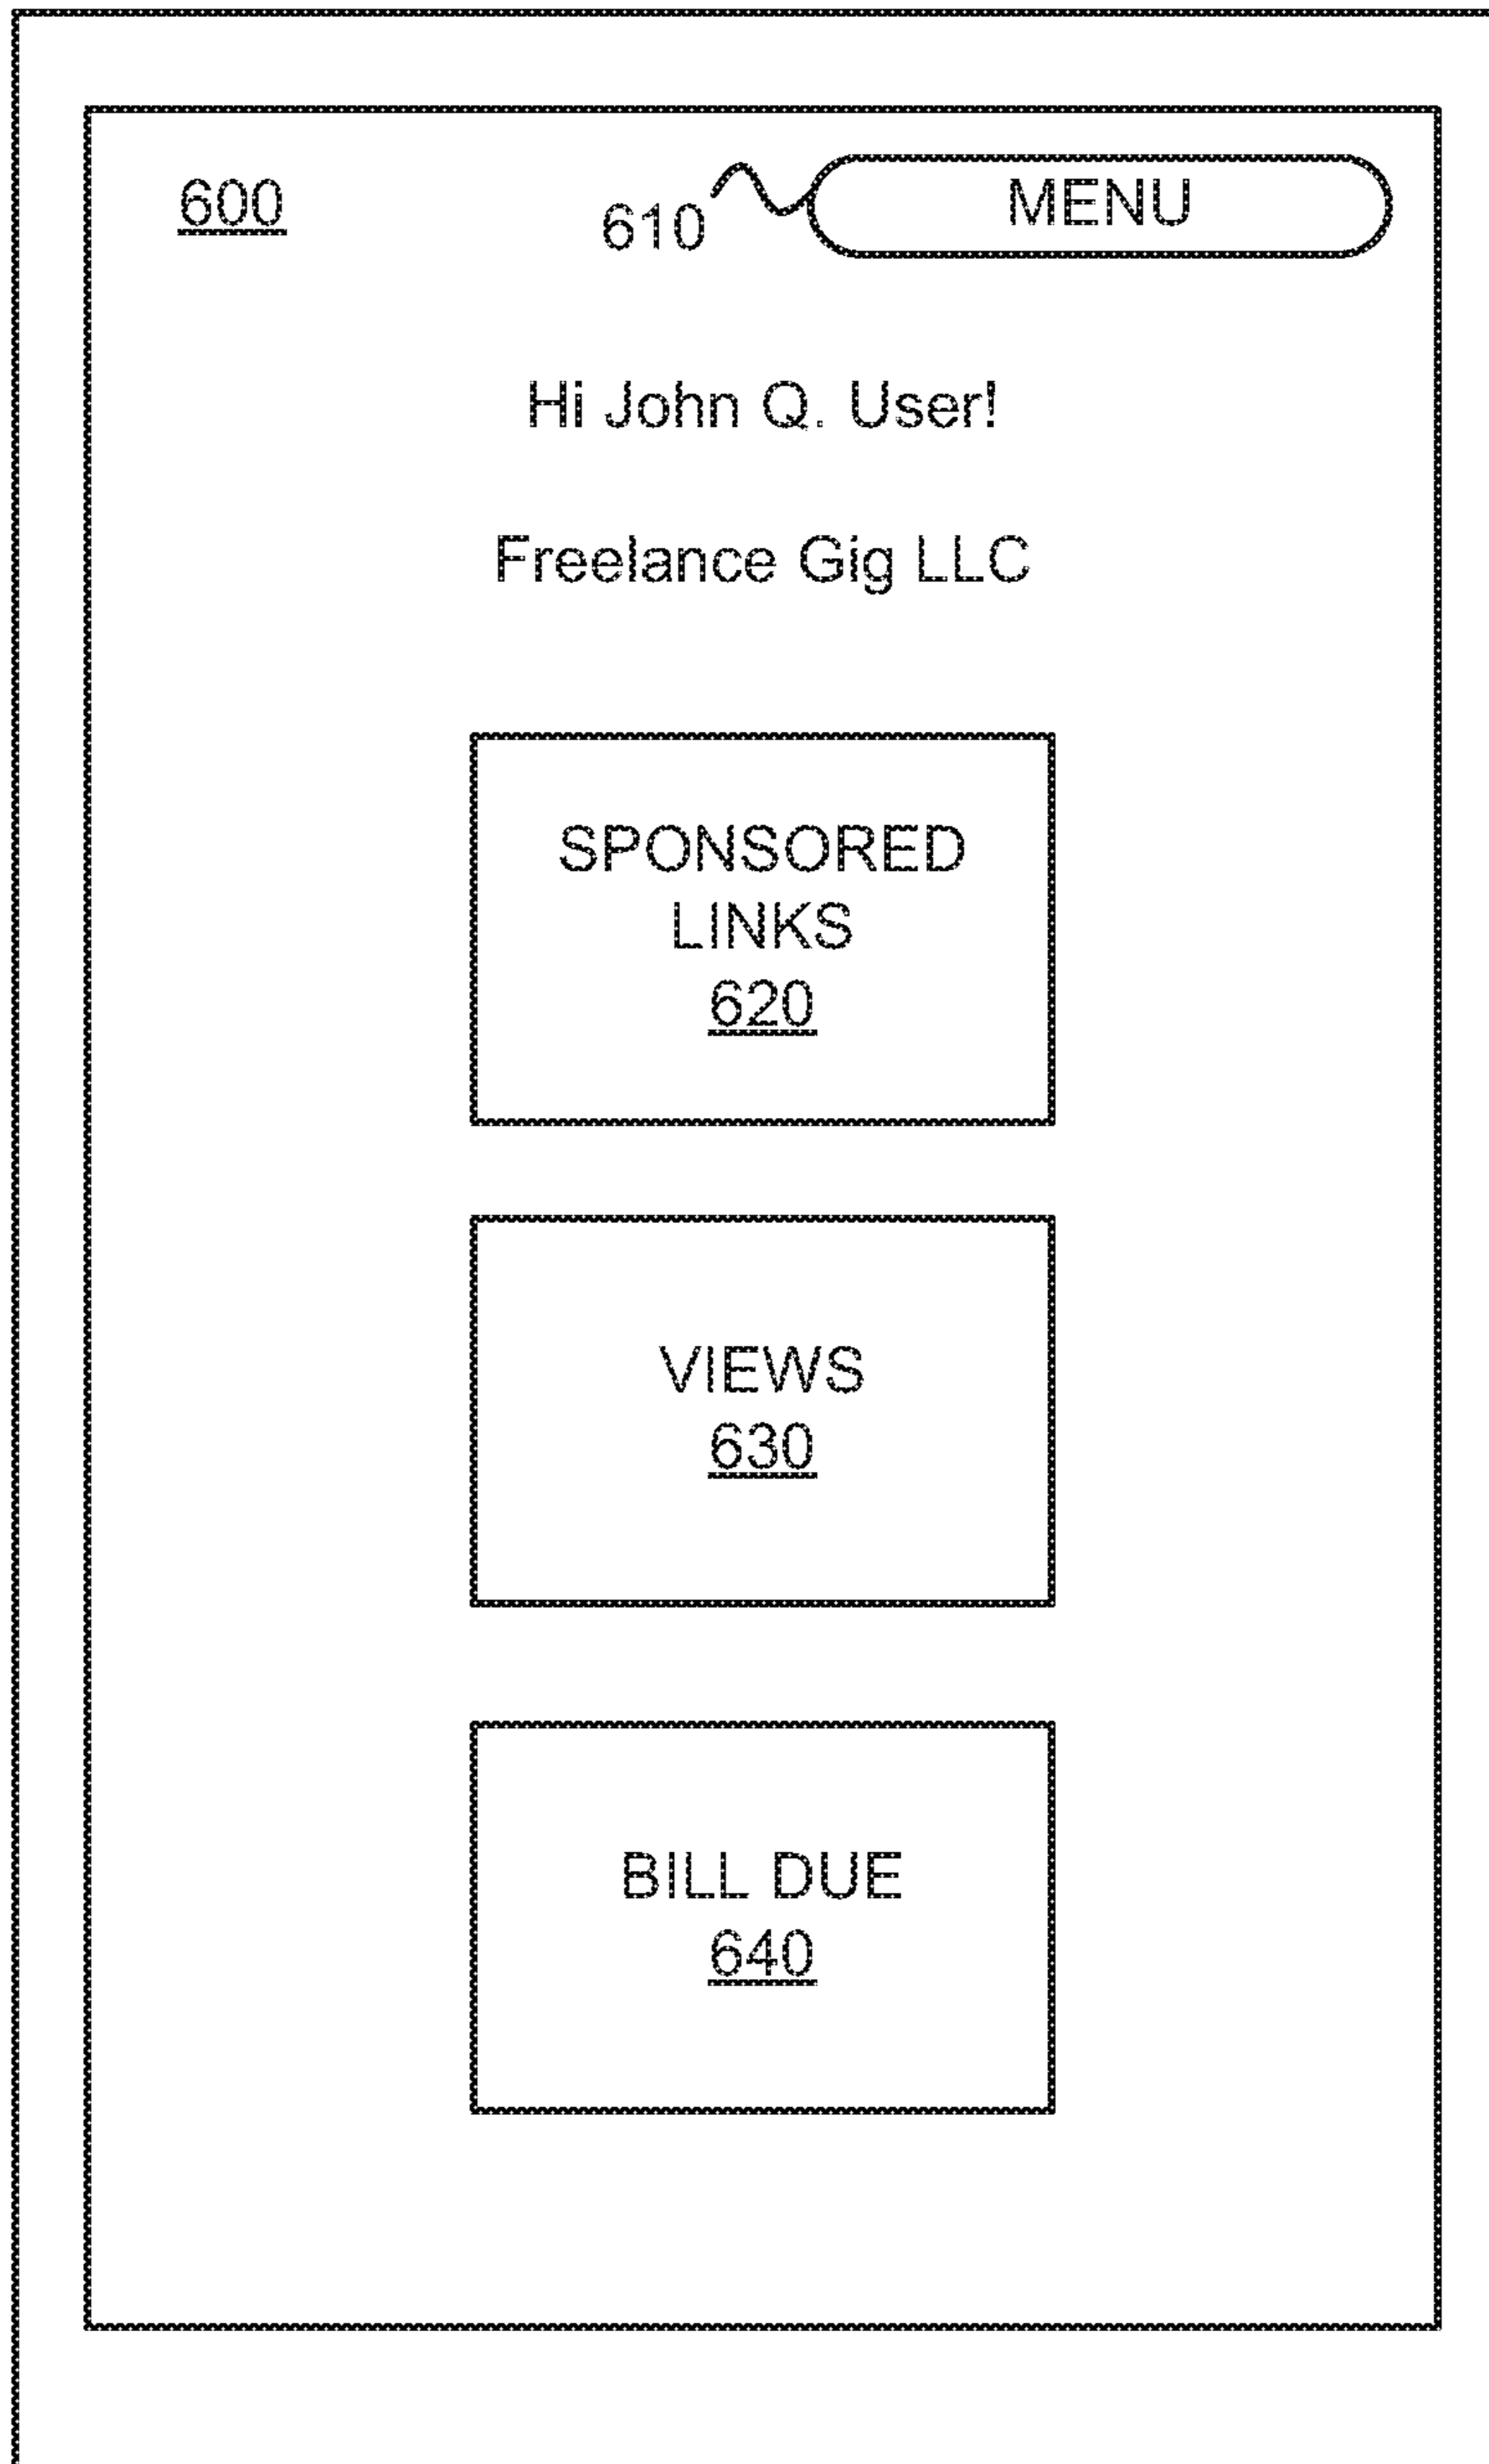 600
610
MENU
Hi John Q. User!
Freelance Gig LLC
SPONSORED
LINKS
620
VIEWS
630
BILL DUE
640